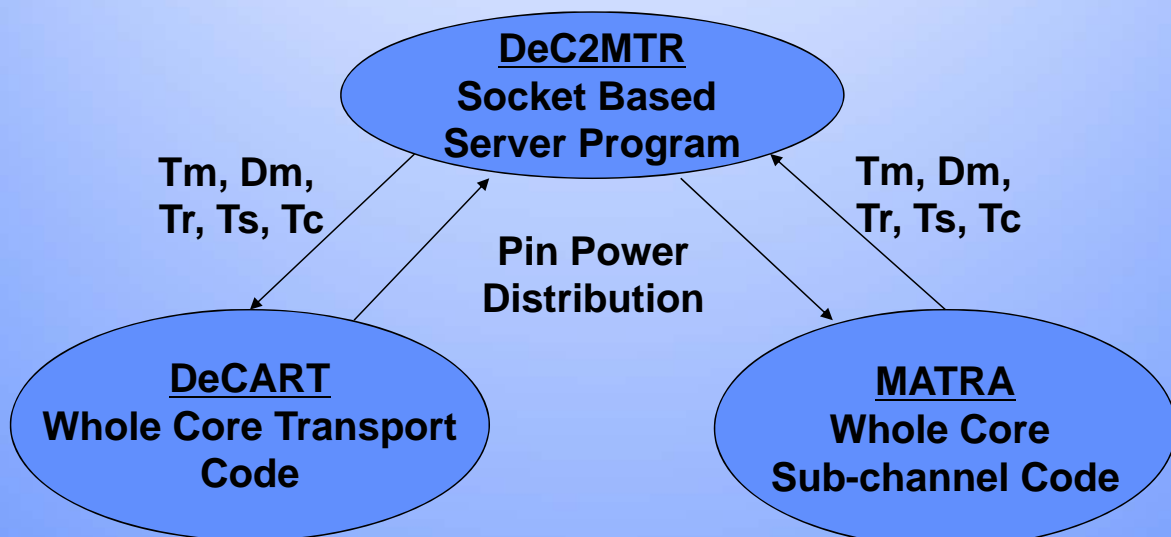 DeC2MTR
Socket Based
Server Program
Tm, Dm,
Tr, Ts, Tc
Tm, Dm,
Tr, Ts, Tc
Pin Power
Distribution
DeCART
Whole Core Transport
Code
MATRA
Whole Core
Sub-channel Code